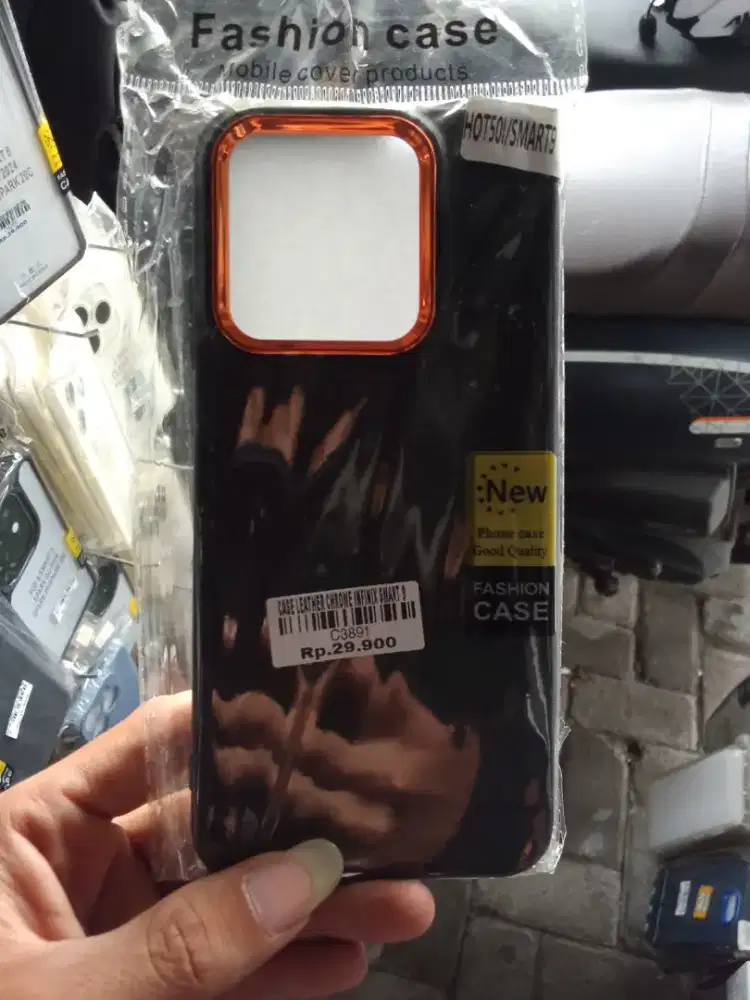 Fashion case
Mobile cover products
HOT50I/SMART9
New
Phone case
Good Quality
FASHION
CASE
CASE LEATHER CHROME INFINIX SMART 9
C3891
Rp.29.900